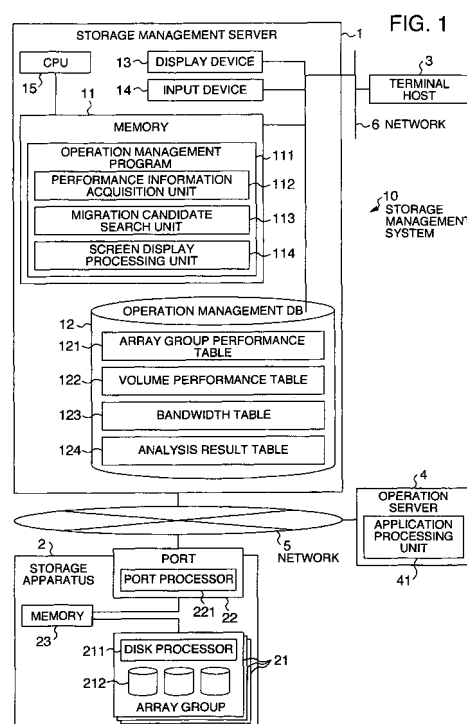 FIG. 1
STORAGE MANAGEMENT SERVER
1
CPU
15
13
DISPLAY DEVICE
14
INPUT DEVICE
3
TERMINAL
HOST
6 NETWORK
11
MEMORY
OPERATION MANAGEMENT
PROGRAM
111
PERFORMANCE INFORMATION
ACQUISITION UNIT
112
MIGRATION CANDIDATE
SEARCH UNIT
113
SCREEN DISPLAY
PROCESSING UNIT
114
10
STORAGE
MANAGEMENT
SYSTEM
OPERATION MANAGEMENT DB
12
121
ARRAY GROUP PERFORMANCE
TABLE
122
VOLUME PERFORMANCE TABLE
123
BANDWIDTH TABLE
124
ANALYSIS RESULT TABLE
4
OPERATION
SERVER
APPLICATION
PROCESSING
UNIT
41
5
NETWORK
2
STORAGE
APPARATUS
PORT
PORT PROCESSOR
221
22
MEMORY
23
211
DISK PROCESSOR
21
212
ARRAY GROUP